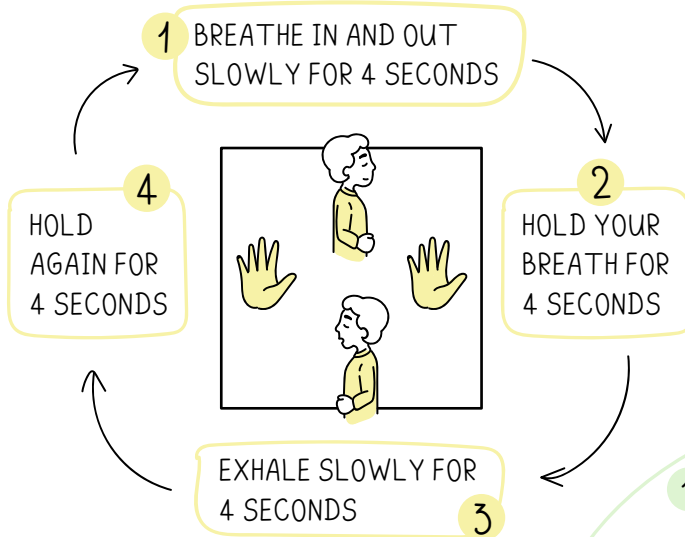 1 BREATHE IN AND OUT
SLOWLY FOR 4 SECONDS
2
HOLD YOUR
BREATH FOR
4 SECONDS
EXHALE SLOWLY FOR
4 SECONDS 3
4
HOLD
AGAIN FOR
4 SECONDS
1